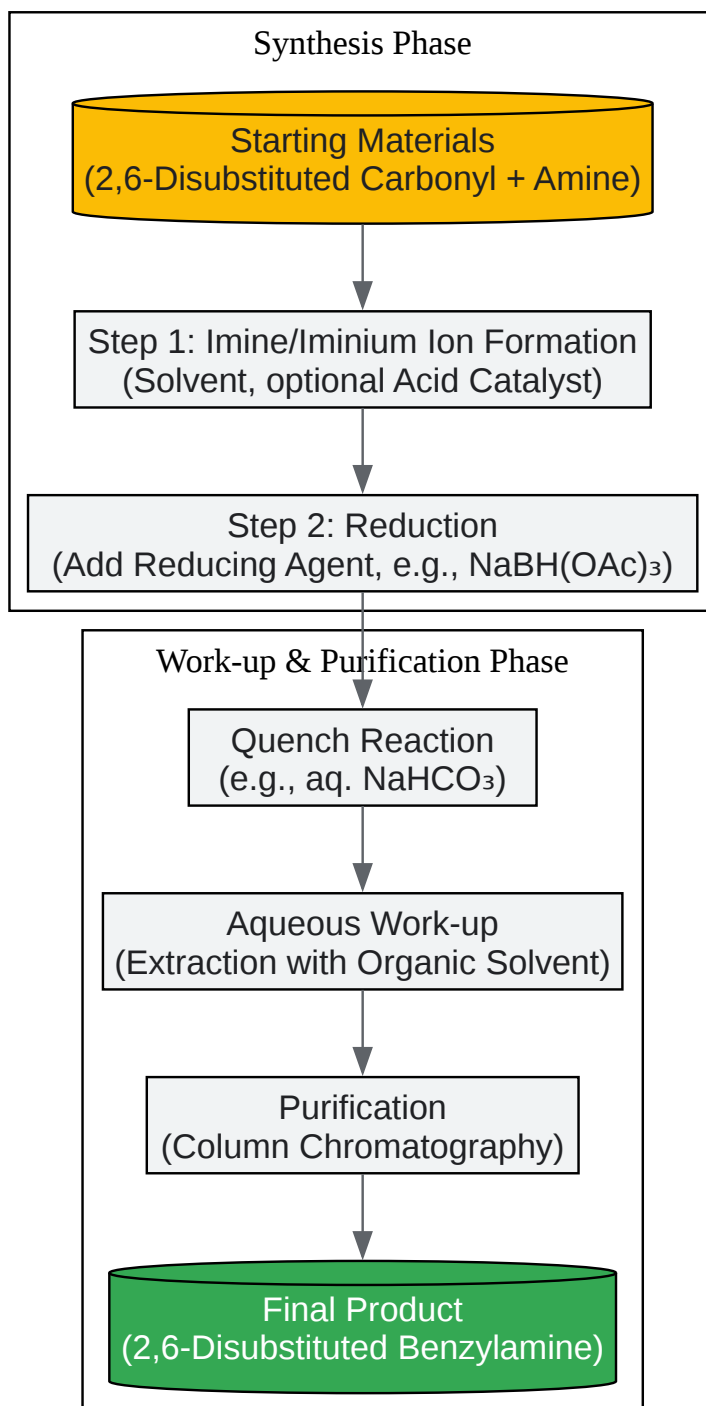 Synthesis Phase
Starting Materials
(2,6-Disubstituted Carbonyl + Amine)
Step 1: Imine/Iminium Ion Formation
(Solvent, optional Acid Catalyst)
Step 2: Reduction
(Add Reducing Agent, e.g., NaBH(OAc)₃)
Work-up & Purification Phase
Quench Reaction
(e.g., aq. NaHCO₃)
Aqueous Work-up
(Extraction with Organic Solvent)
Purification
(Column Chromatography)
Final Product
(2,6-Disubstituted Benzylamine)